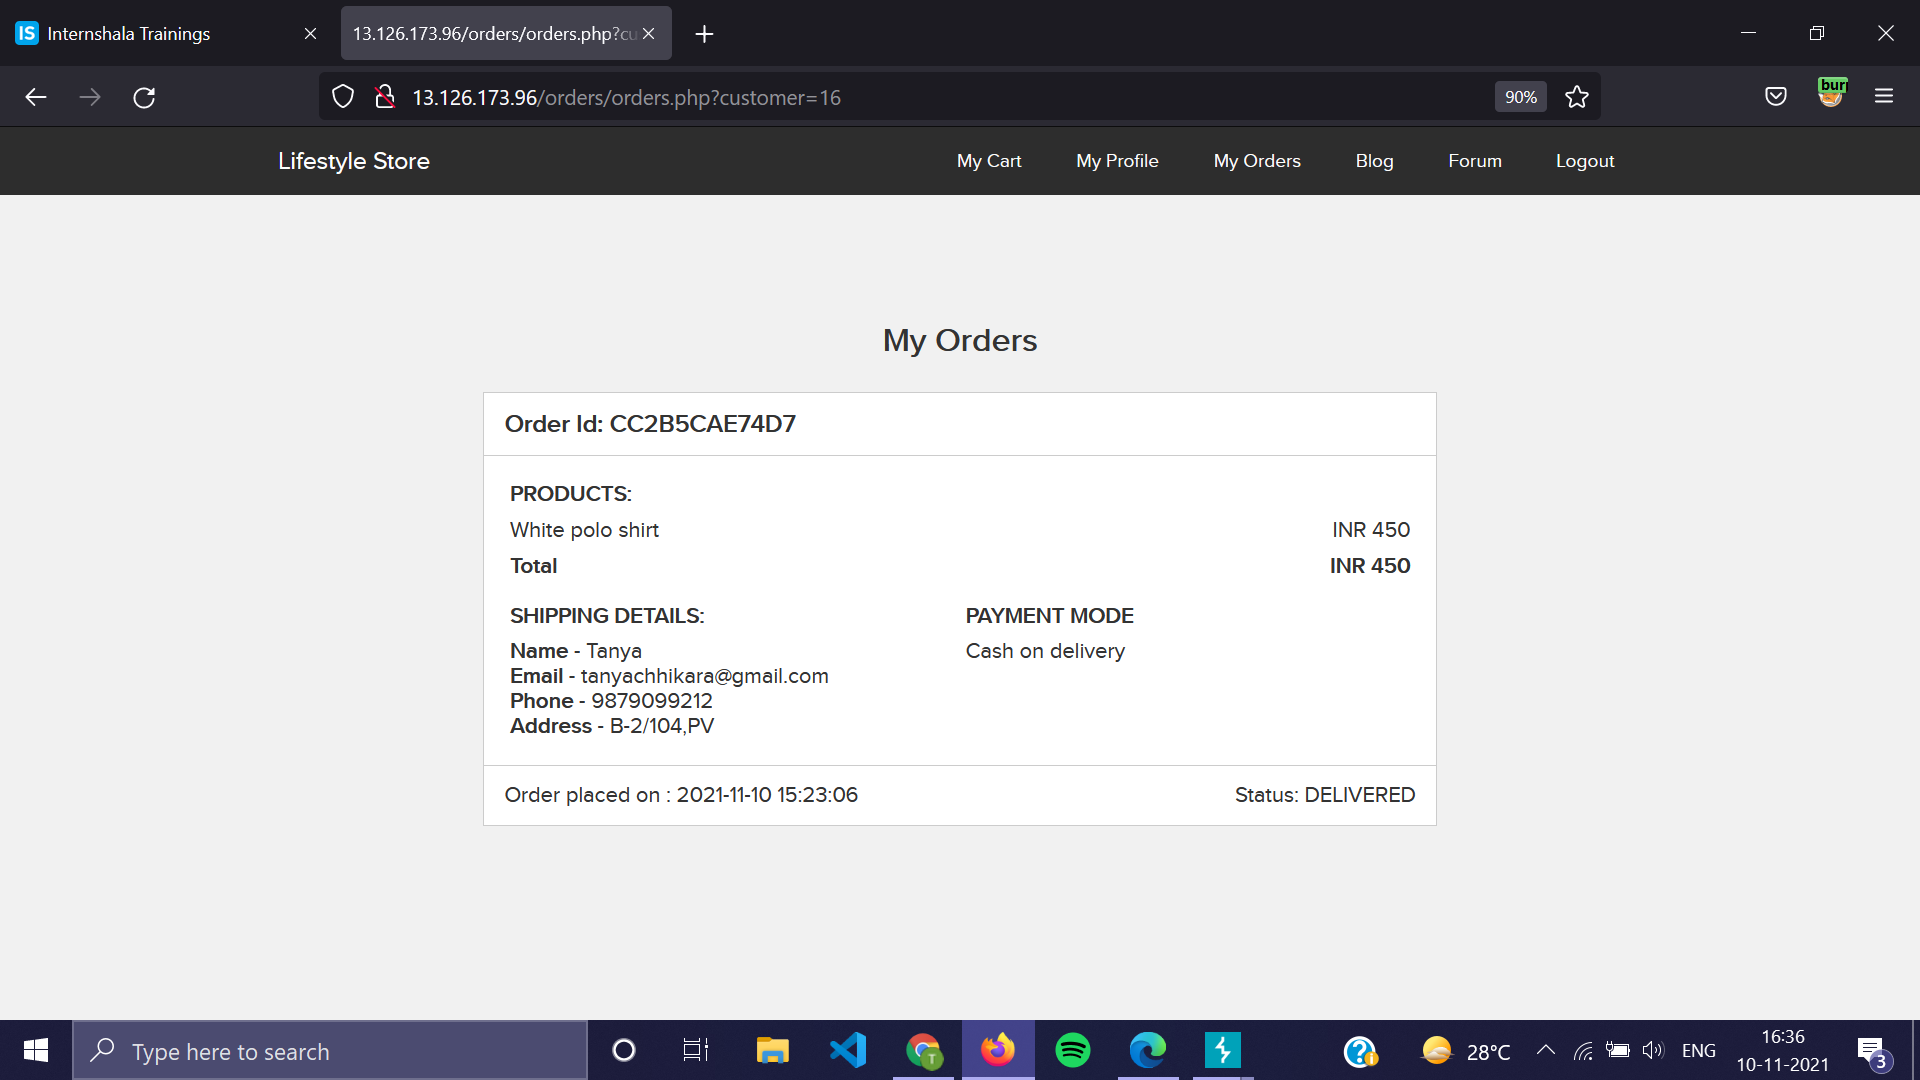 IS Internshala Trainings
13.126.173.96/orders/orders.php?cu
13.126.173.96/orders/orders.php?customer=16
90%
bur
Lifestyle Store
My Cart
My Profile
My Orders
Blog
Forum
Logout
My Orders
Order Id: CC2B5CAE74D7
PRODUCTS:
White polo shirt INR 450
Total INR 450
SHIPPING DETAILS:
Name - Tanya
Email - tanyachhikara@gmail.com
Phone - 9879099212
Address - B-2/104,PV
PAYMENT MODE
Cash on delivery
Order placed on : 2021-11-10 15:23:06
Status: DELIVERED
Type here to search
T
28°C
ENG
16:36
10-11-2021
3